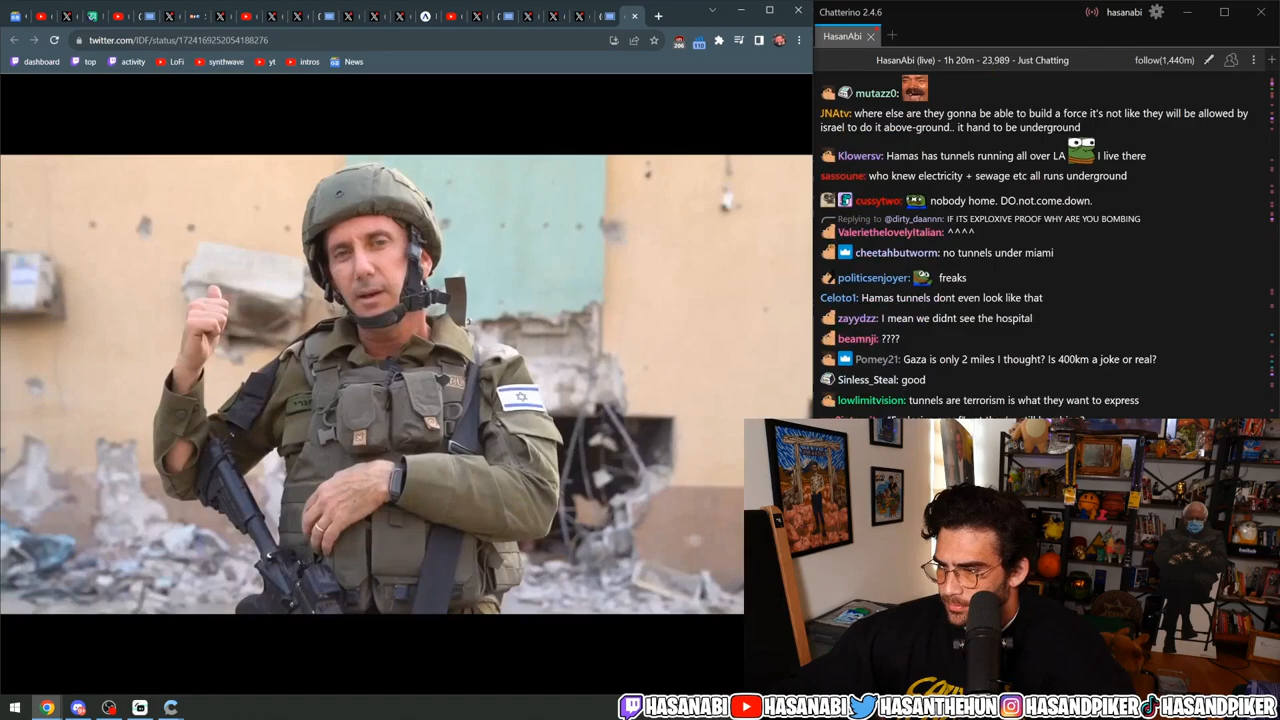 twitter.com/IDF/status/1724169252054188276
206
dashboard
top
activity
LoFi
synthwave
yt
intros
News
Chatterino 2.4.6
hasanabi
HasanAbi
HasanAbi (live) - 1h 20m - 23,989 - Just Chatting
follow(1,440m)
mutazz0:
JNAtv: where else are they gonna be able to build a force it's not like they will be allowed by
israel to do it above-ground.. it hand to be underground
Klowersv: Hamas has tunnels running all over LA I live there
sassoune: who knew electricity + sewage etc all runs underground
cussytwo: nobody home. DO.not.come.down.
Replying to @dirty_daannn: IF ITS EXPLOXIVE PROOF WHY ARE YOU BOMBING
ValeriethelovelyItalian: ^^^^
cheetahbutworm: no tunnels under miami
politicsenjoyer: freaks
Celoto1: Hamas tunnels dont even look like that
zayydzz: I mean we didnt see the hospital
beamnji: ????
Pomey21: Gaza is only 2 miles I thought? Is 400km a joke or real?
Sinless_Steal: good
lowlimitvision: tunnels are terrorism is what they want to express
HASANABI
HASANABI
HASANTHEHUN
HASANDPIKER
HASANDPIKER